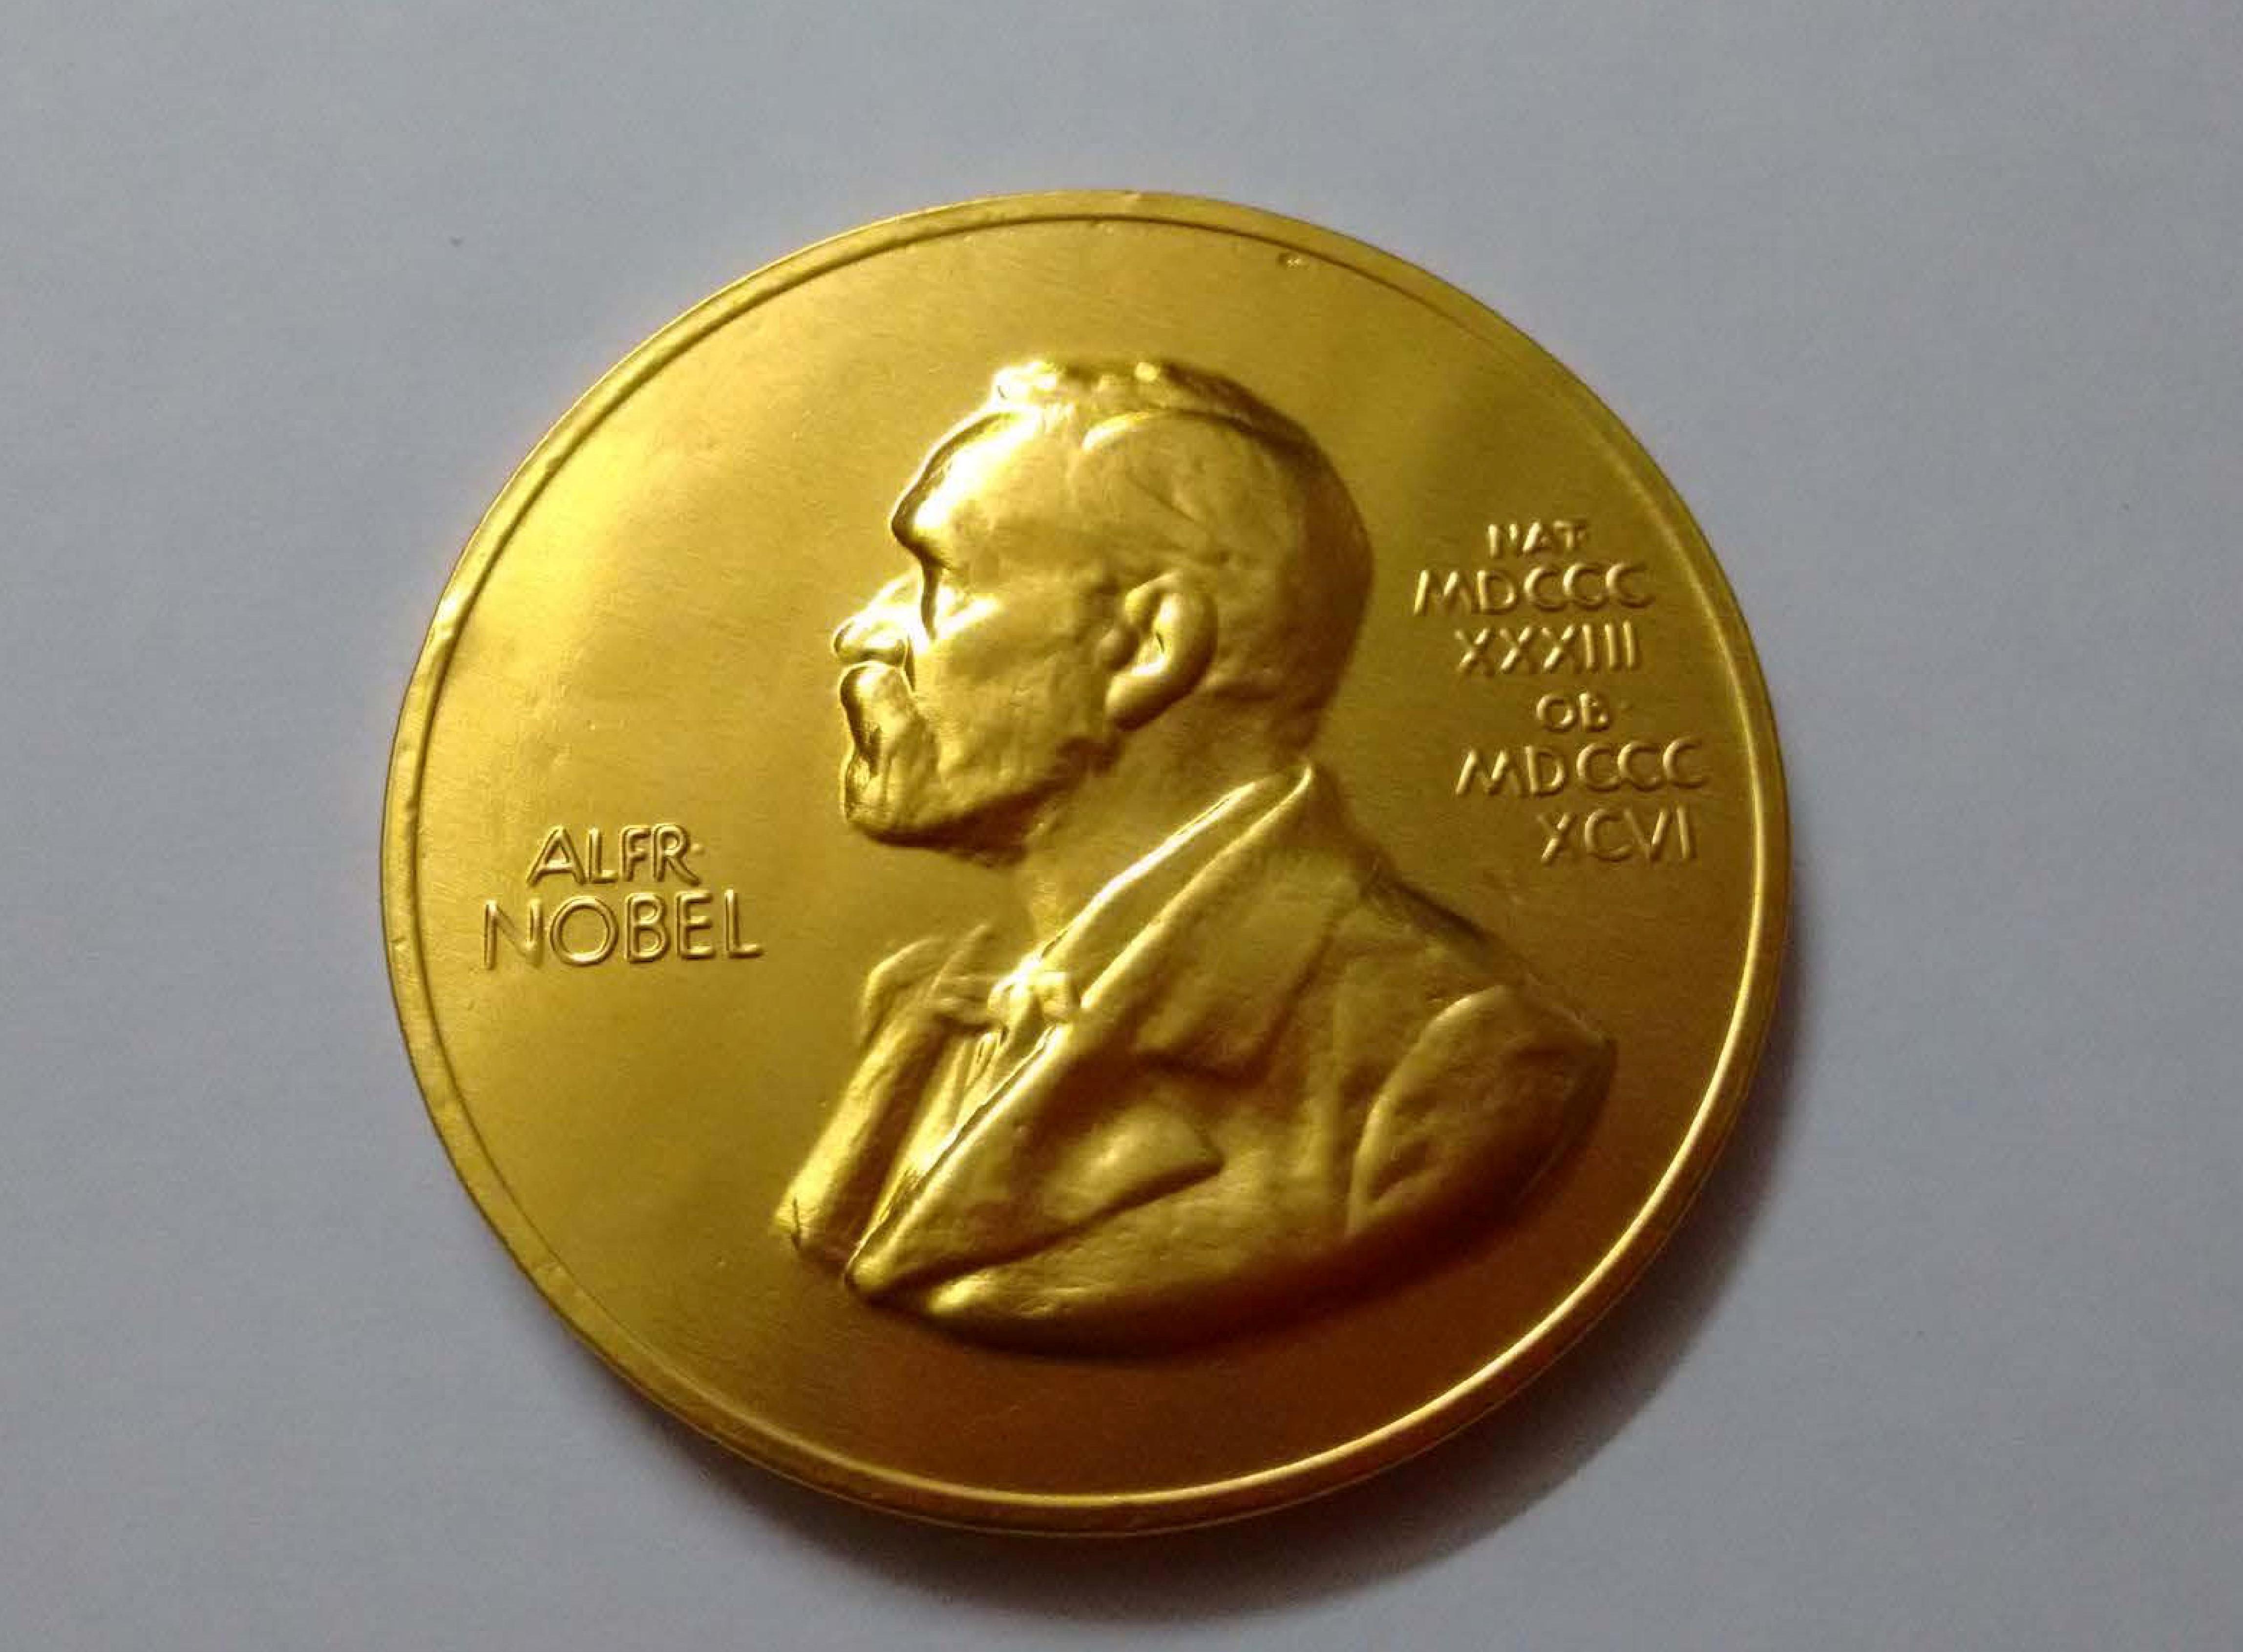 ALFR·
NOBEL
NAT·
MDCCC
XXXIII
OB·
MDCCC
XCVI